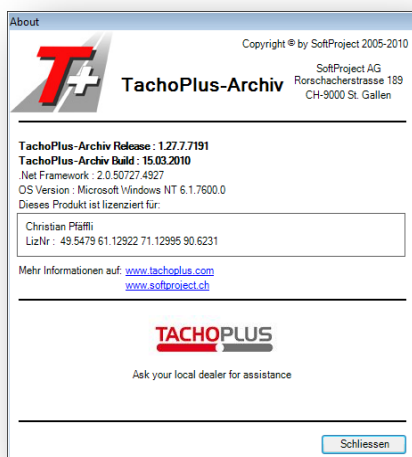 About
Copyright © by SoftProject 2005-2010
T+
TachoPlus-Archiv
SoftProject AG
Rorschacherstrasse 189
CH-9000 St. Gallen
TachoPlus-Archiv Release : 1.27.7.7191
TachoPlus-Archiv Build : 15.03.2010
.Net Framework : 2.0.50727.4927
OS Version : Microsoft Windows NT 6.1.7600.0
Dieses Produkt ist lizenziert für:
Christian Pfäffli
LizNr : 49.5479 61.12922 71.12995 90.6231
Mehr Informationen auf: www.tachoplus.com
www.softproject.ch
TACHOPLUS
Ask your local dealer for assistance
Schliessen